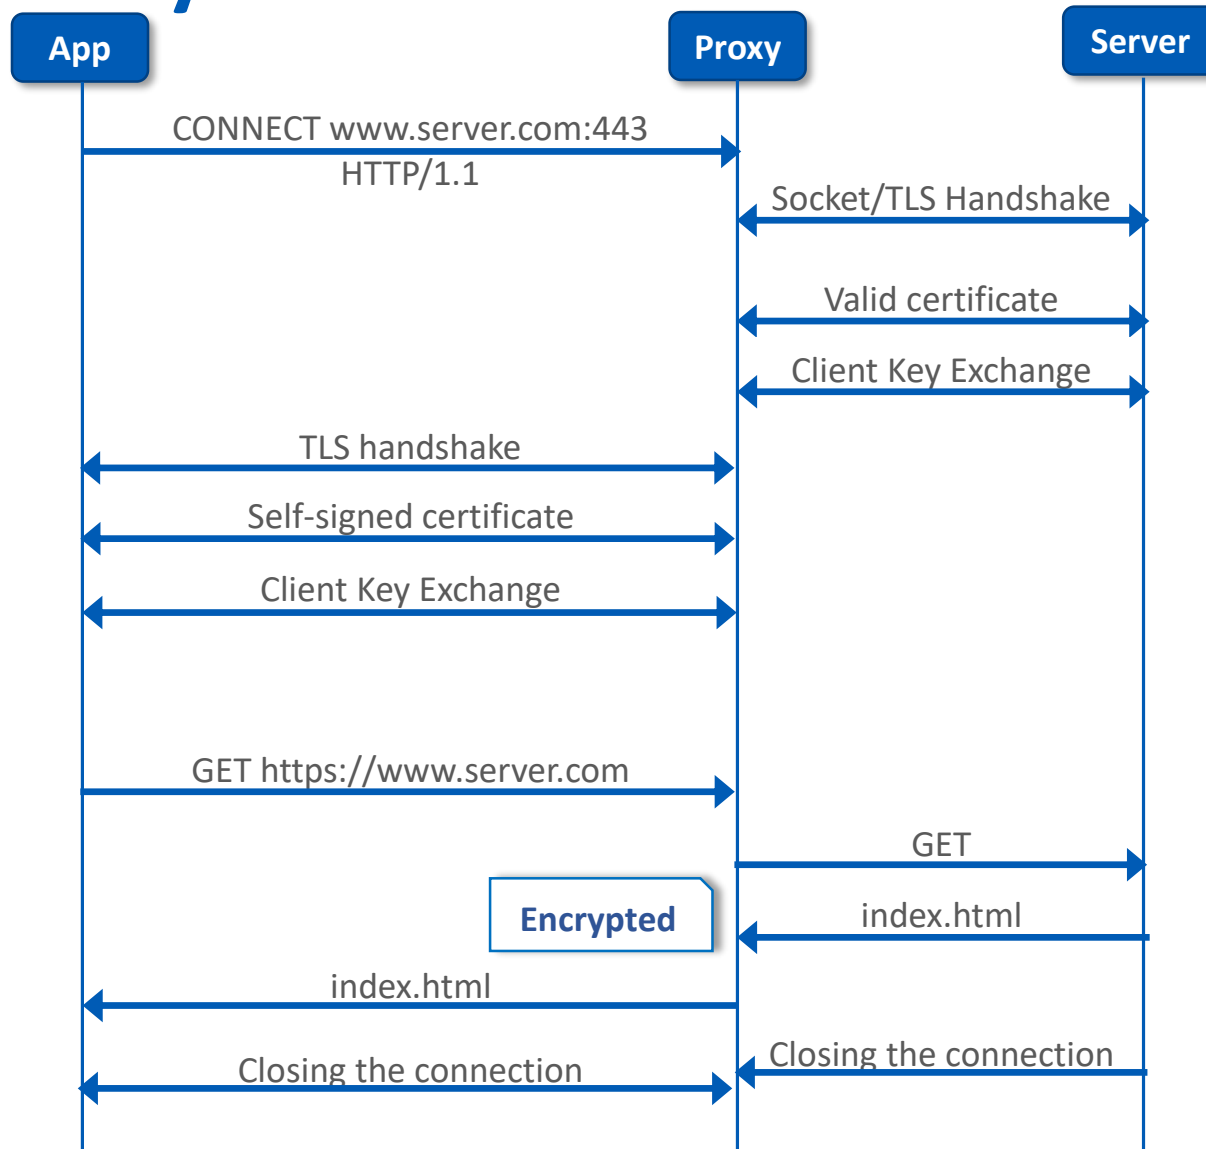 App
Proxy
Server
CONNECT www.server.com:443
HTTP/1.1
Socket/TLS Handshake
Valid certificate
Client Key Exchange
TLS handshake
Self-signed certificate
Client Key Exchange
GET https://www.server.com
GET
Encrypted
index.html
index.html
Closing the connection
Closing the connection